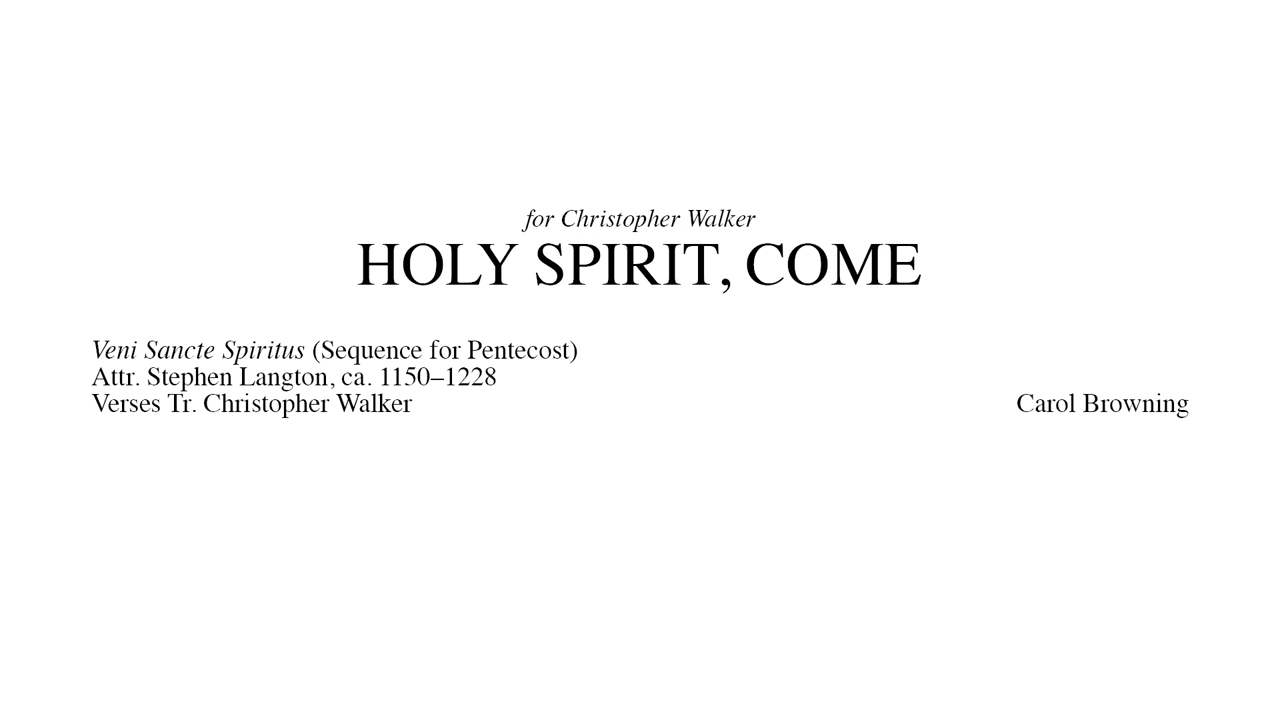 for Christopher Walker
HOLY SPIRIT, COME
Veni Sancte Spiritus (Sequence for Pentecost)
Attr. Stephen Langton, ca. 1150–1228
Verses Tr. Christopher Walker
Carol Browning